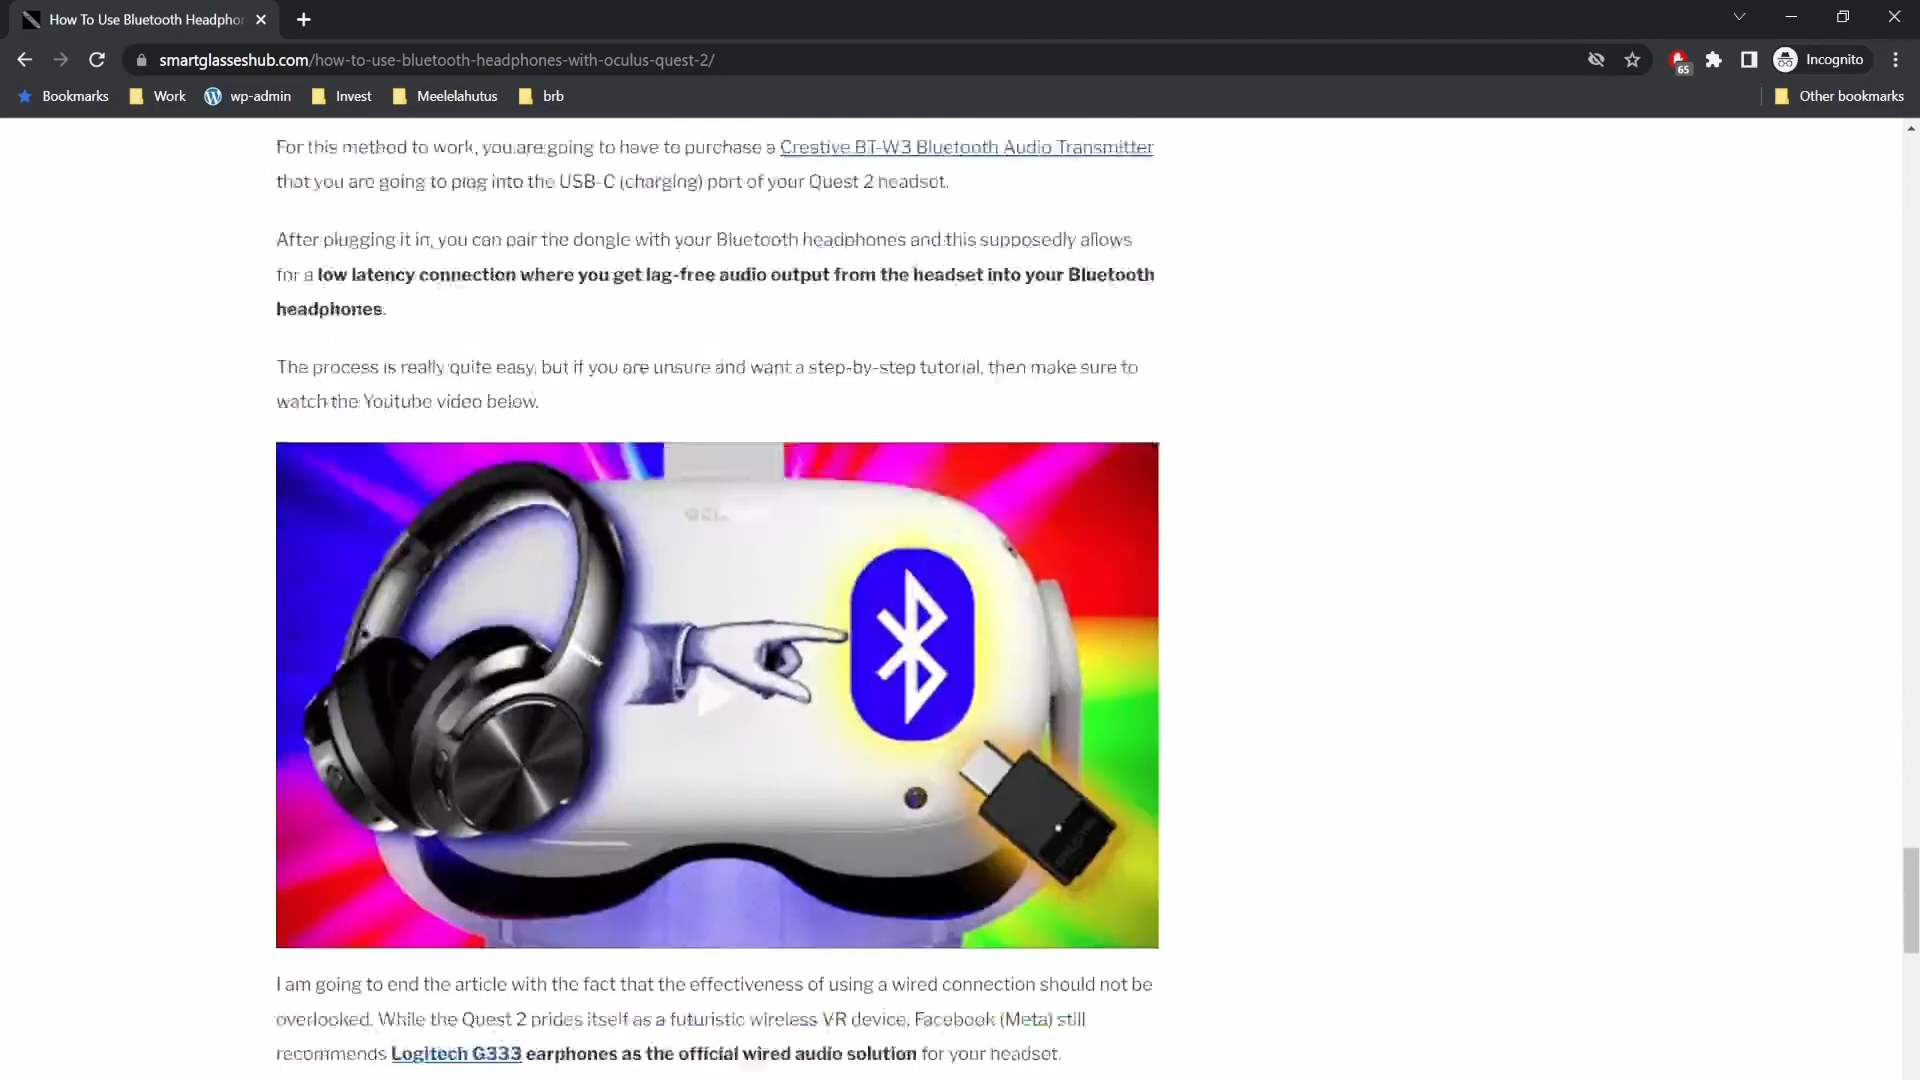 How To Use Bluetooth Headphon
smartglasseshub.com/how-to-use-bluetooth-headphones-with-oculus-quest-2/
65
Incognito
Bookmarks
Work
wp-admin
Invest
Meelelahutus
brb
Other bookmarks
For this method to work, you are going to have to purchase a Creative BT-W3 Bluetooth Audio Transmitter
that you are going to plug into the USB-C (charging) port of your Quest 2 headset.
After plugging it in, you can pair the dongle with your Bluetooth headphones and this supposedly allows
for a low latency connection where you get lag-free audio output from the headset into your Bluetooth
headphones.
The process is really quite easy, but if you are unsure and want a step-by-step tutorial, then make sure to
watch the Youtube video below.
I am going to end the article with the fact that the effectiveness of using a wired connection should not be
overlooked. While the Quest 2 prides itself as a futuristic wireless VR device, Facebook (Meta) still
recommends Logitech G333 earphones as the official wired audio solution for your headset.